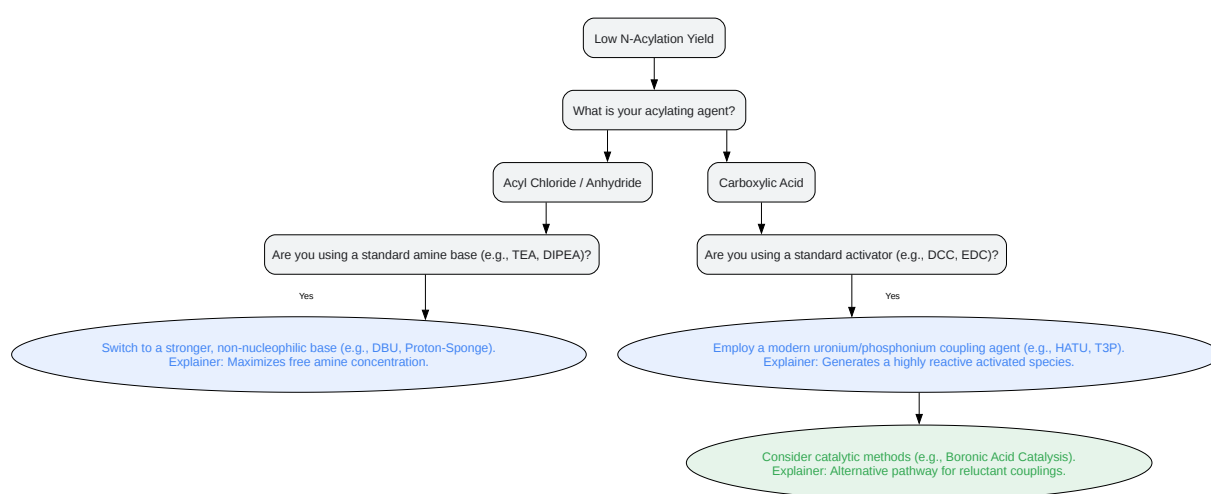 Low N-Acylation Yield
What is your acylating agent?
Acyl Chloride / Anhydride
Carboxylic Acid
Are you using a standard amine base (e.g., TEA, DIPEA)?
Are you using a standard activator (e.g., DCC, EDC)?
Yes
Yes
Switch to a stronger, non-nucleophilic base (e.g., DBU, Proton-Sponge).
Explainer: Maximizes free amine concentration.
Employ a modern uronium/phosphonium coupling agent (e.g., HATU, T3P).
Explainer: Generates a highly reactive activated species.
Consider catalytic methods (e.g., Boronic Acid Catalysis).
Explainer: Alternative pathway for reluctant couplings.